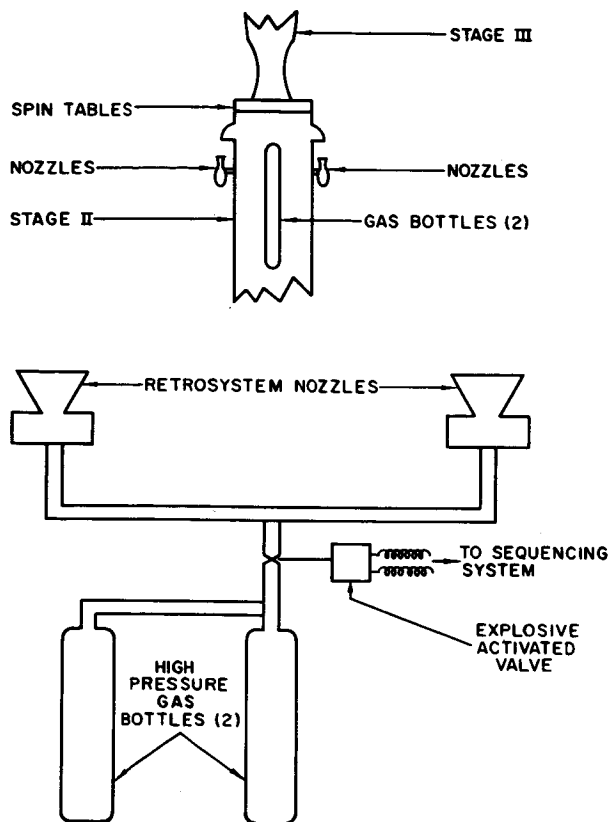 STAGE III
SPIN TABLES
NOZZLES
NOZZLES
STAGE II
GAS BOTTLES (2)
RETROSYSTEM NOZZLES
TO SEQUENCING
SYSTEM
EXPLOSIVE
ACTIVATED
VALVE
HIGH
PRESSURE
GAS
BOTTLES (2)